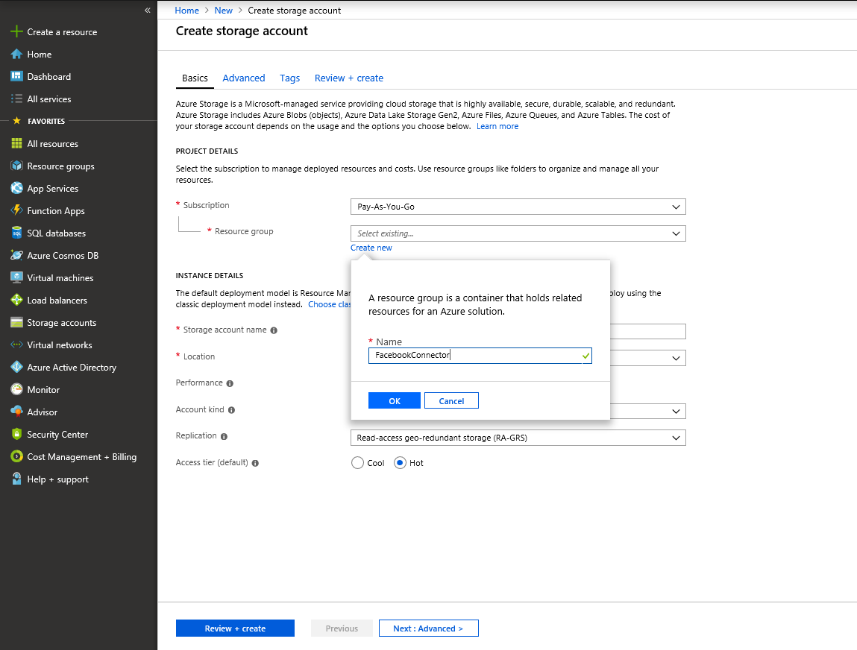 «
Create a resource
Home
Dashboard
All services
FAVORITES
All resources
Resource groups
App Services
Function Apps
SQL databases
Azure Cosmos DB
Virtual machines
Load balancers
Storage accounts
Virtual networks
Azure Active Directory
Monitor
Advisor
Security Center
Cost Management + Billing
Help + support
Home > New > Create storage account
Create storage account
Basics Advanced Tags Review + create
Azure Storage is a Microsoft-managed service providing cloud storage that is highly available, secure, durable, scalable, and redundant.
Azure Storage includes Azure Blobs (objects), Azure Data Lake Storage Gen2, Azure Files, Azure Queues, and Azure Tables. The cost of
your storage account depends on the usage and the options you choose below. Learn more
PROJECT DETAILS
Select the subscription to manage deployed resources and costs. Use resource groups like folders to organize and manage all your
resources.
* Subscription Pay-As-You-Go
* Resource group Select existing...
Create new
A resource group is a container that holds related
resources for an Azure solution.
* Name
FacebookConnector
OK Cancel
INSTANCE DETAILS
The default deployment model is Resource Man ploy using the
classic deployment model instead. Choose clas
* Storage account name
* Location
Performance
Account kind
Replication Read-access geo-redundant storage (RA-GRS)
Access tier (default) Cool Hot
Review + create Previous Next : Advanced >